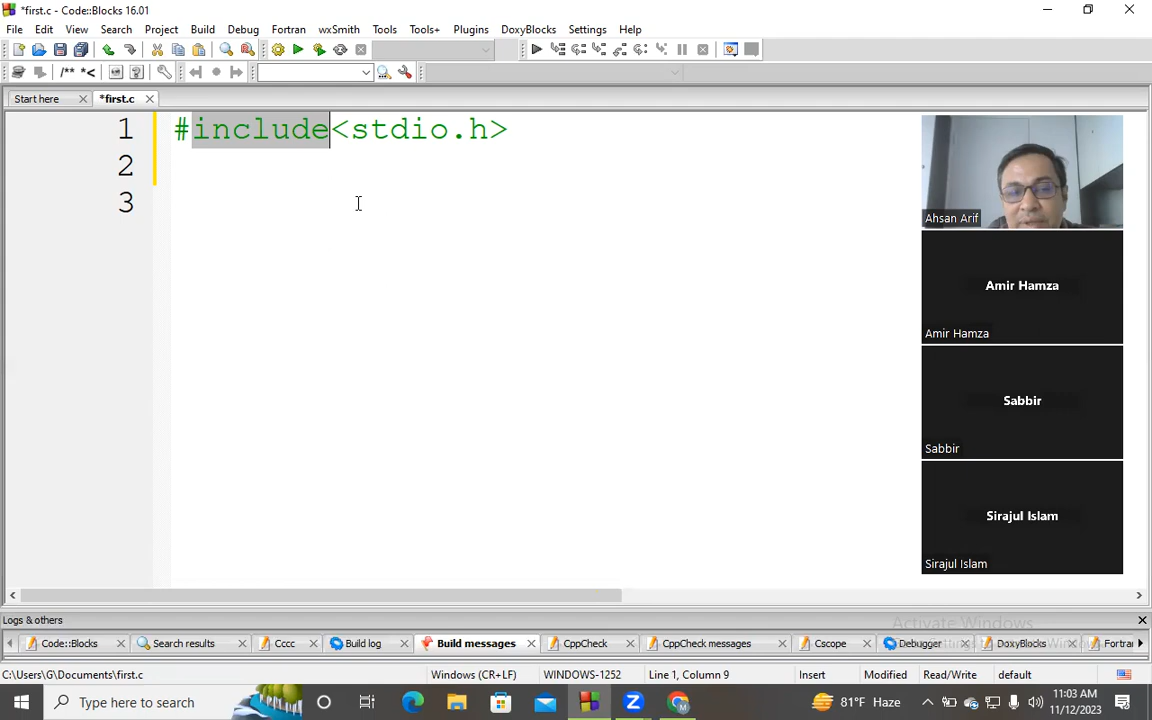 *first.c - Code::Blocks 16.01
File Edit View Search Project Build Debug Fortran wxSmith Tools Tools+ Plugins DoxyBlocks Settings Help
/** *<
Start here *first.c
1 #include<stdio.h>
2
3
Ahsan Arif
Amir Hamza
Amir Hamza
Sabbir
Sabbir
Sirajul Islam
Sirajul Islam
Logs & others
Activate Windows
Code::Blocks Search results Cccc Build log Build messages CppCheck CppCheck messages Cscope Debugger DoxyBlocks Fortrar
C:\Users\G\Documents\first.c Windows (CR+LF) WINDOWS-1252 Line 1, Column 9 Insert Modified Read/Write default
Type here to search 81°F Haze 11:03 AM
11/12/2023